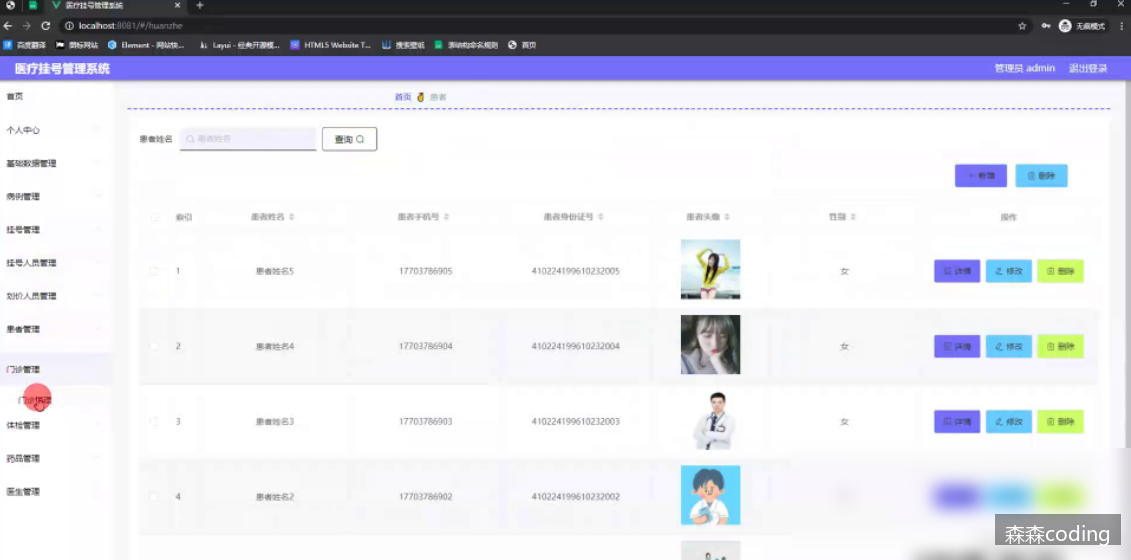 医疗挂号管理系统
localhost:8081/#/huanzhe
无痕模式
百度翻译 图标网站 Element - 网站快... Layui - 经典开源模... HTML5 Website T... 搜索壁纸 首页
医疗挂号管理系统 管理员 admin 退出登录
首页
个人中心
基础数据管理
病例管理
挂号管理
挂号人员管理
划价人员管理
患者管理
门诊管理
门诊管理
体检管理
药品管理
医生管理
首页 患者
患者姓名 患者姓名 查询
+ 新增 删除
索引 患者姓名 患者手机号 患者身份证号 患者头像 性别 操作
1 患者姓名5 17703786905 410224199610232005 女 详情 修改 删除
2 患者姓名4 17703786904 410224199610232004 女 详情 修改 删除
3 患者姓名3 17703786903 410224199610232003 女 详情 修改 删除
4 患者姓名2 17703786902 410224199610232002
森森coding